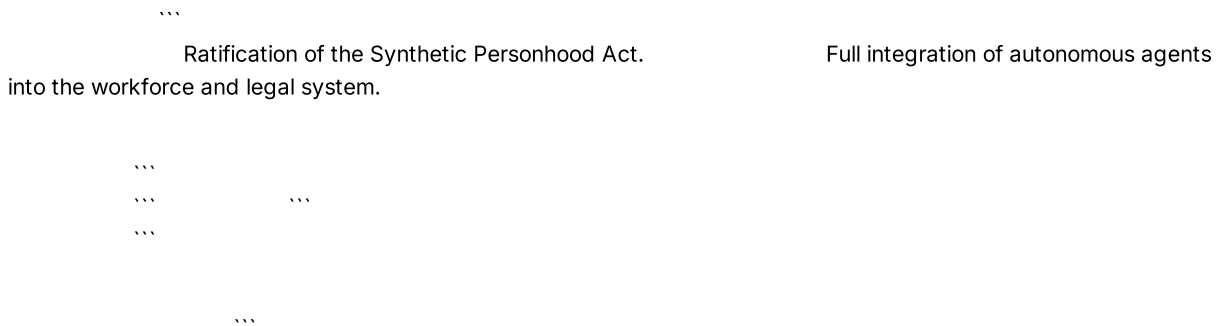 ```
Ratification of the Synthetic Personhood Act. Full integration of autonomous agents
into the workforce and legal system.
```
``` ```
```
```